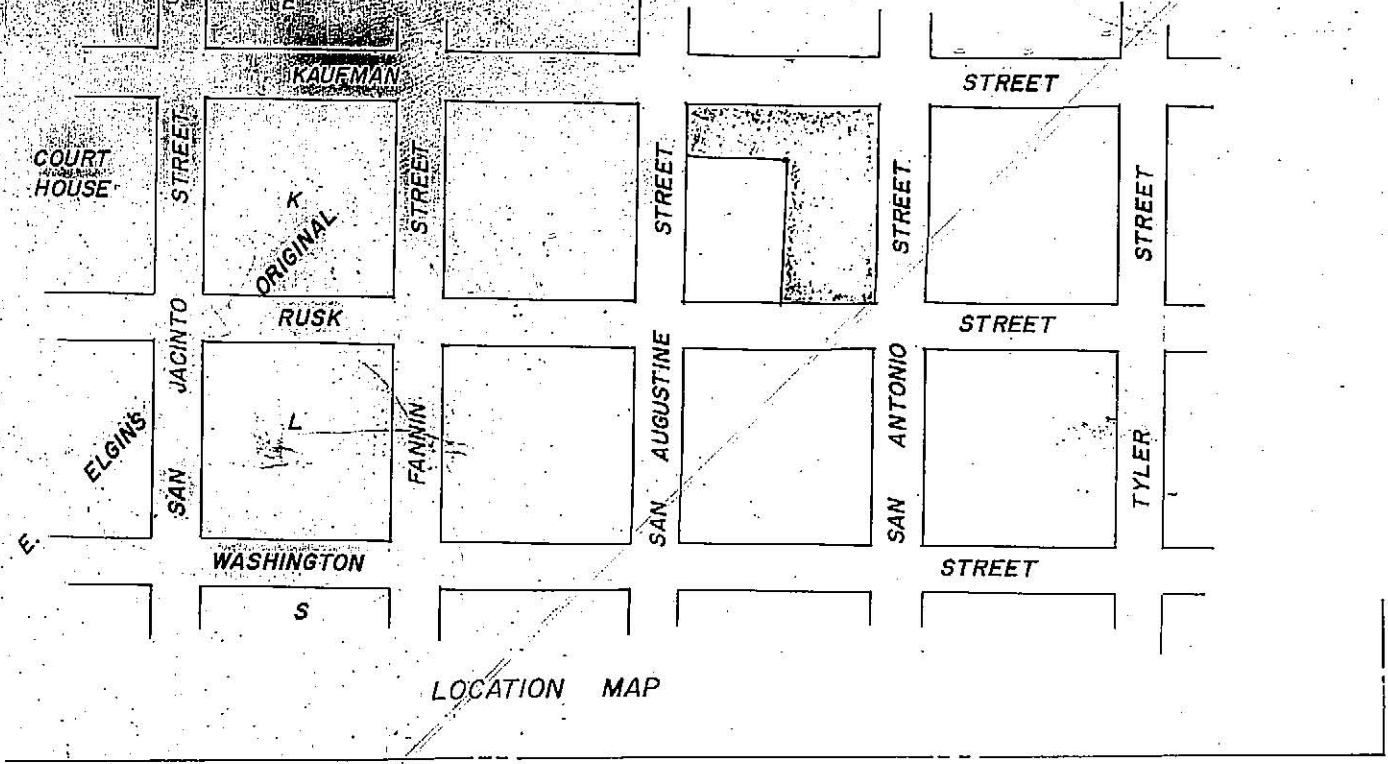 E
KAUFMAN STREET
COURT
HOUSE
STREET
K
ORIGINAL
STREET
STREET
STREET
STREET
RUSK STREET
SAN JACINTO
ELGINS
L
FANNIN
SAN AUGUSTINE
SAN ANTONIO
TYLER
E.
WASHINGTON STREET
S
LOCATION MAP